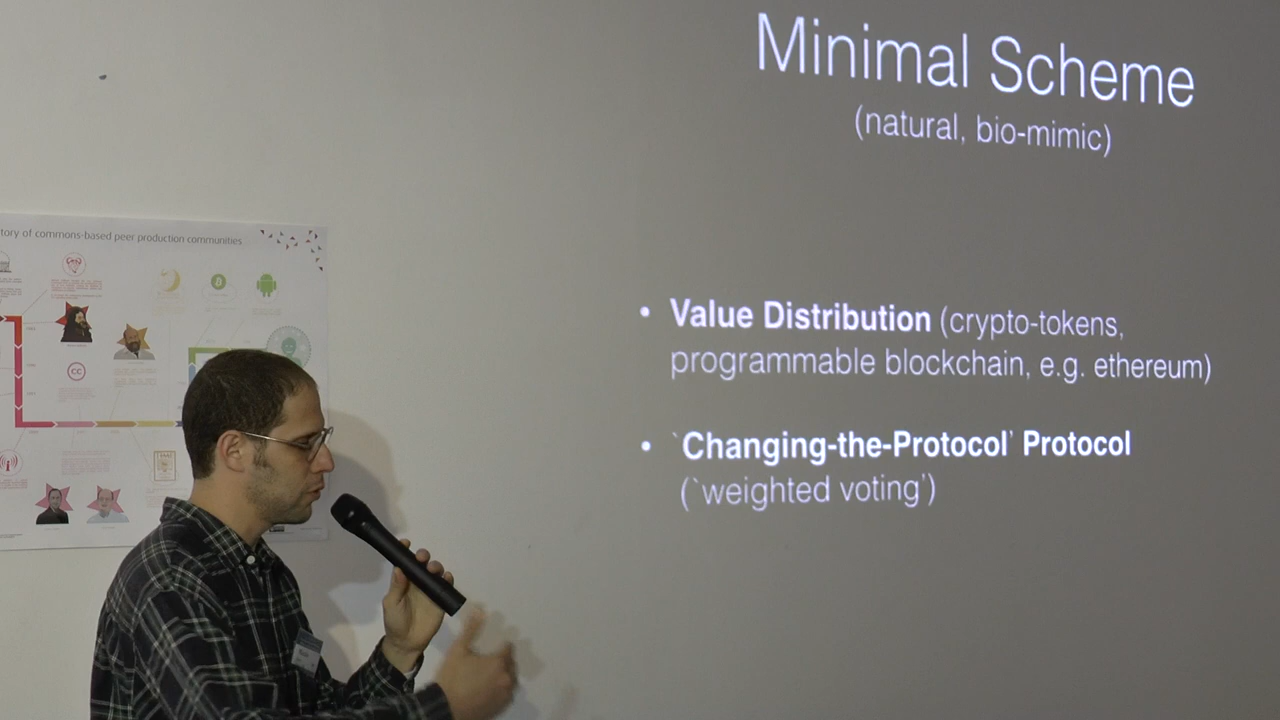 Minimal Scheme
(natural, bio-mimic)
• Value Distribution (crypto-tokens,
programmable blockchain, e.g. ethereum)
• `Changing-the-Protocol' Protocol
(`weighted voting')
tory of commons-based peer production communities
cc